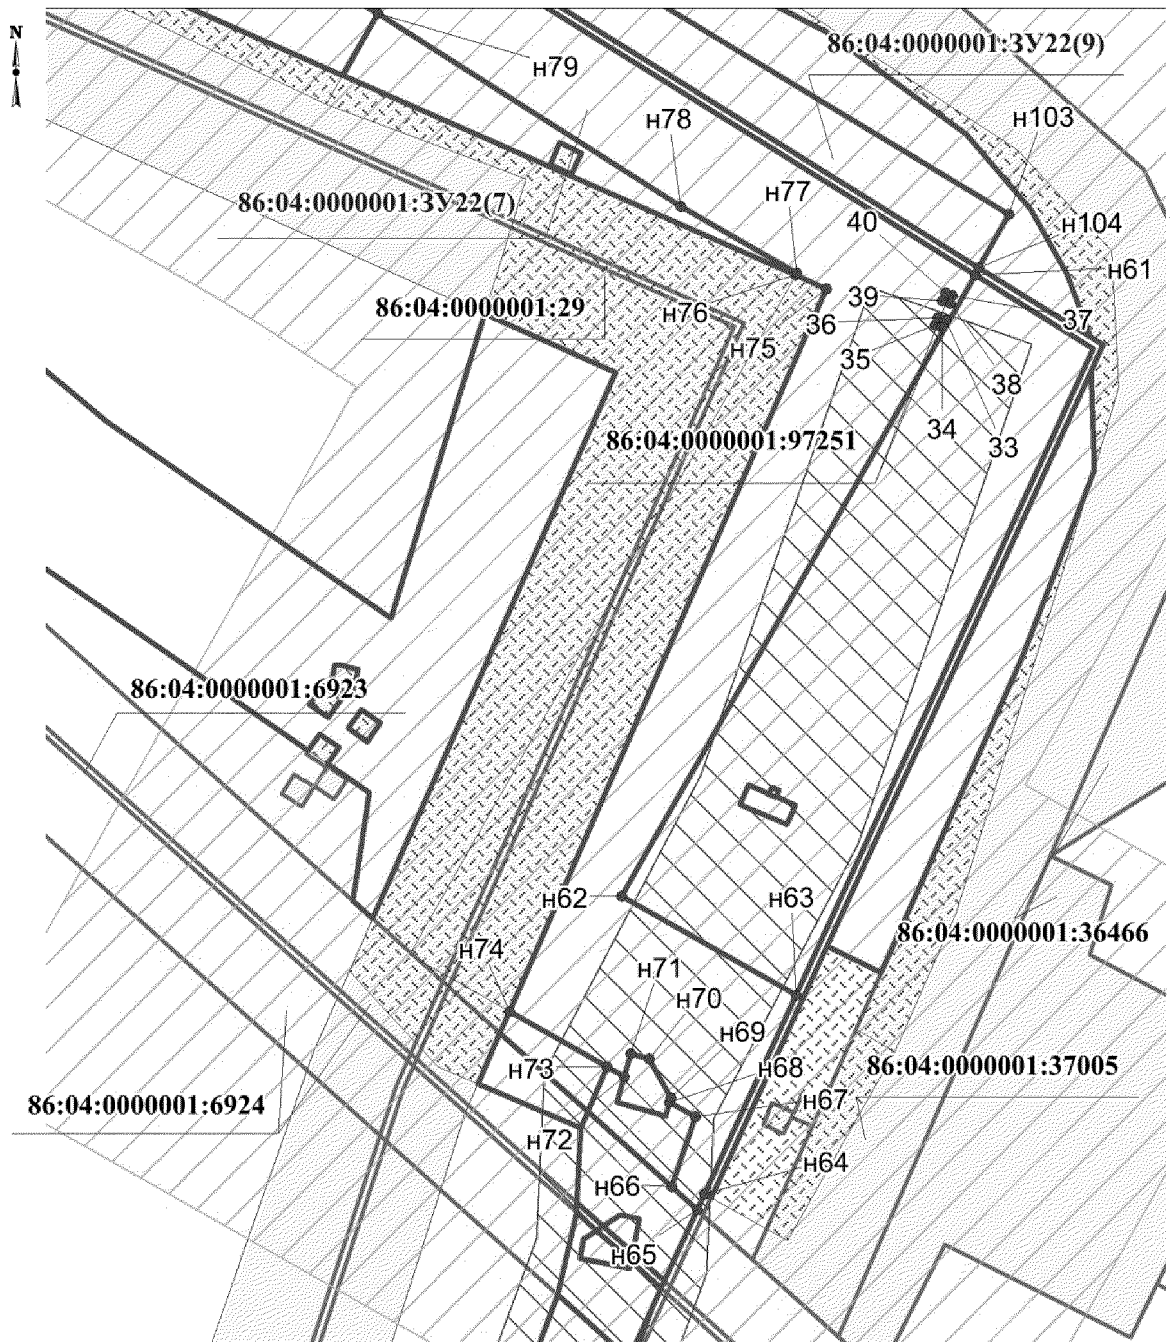 N
86:04:0000001:ЗУ22(9)
н79
н78
н103
н77
86:04:0000001:ЗУ22(7)
40
н104
н61
39
86:04:0000001:29
н76
36
37
н75
35
38
34
33
86:04:0000001:97251
86:04:0000001:6923
н62
н63
86:04:0000001:36466
н74
н71
н70
н69
н73
н68
86:04:0000001:37005
н67
86:04:0000001:6924
н72
н64
н66
н65